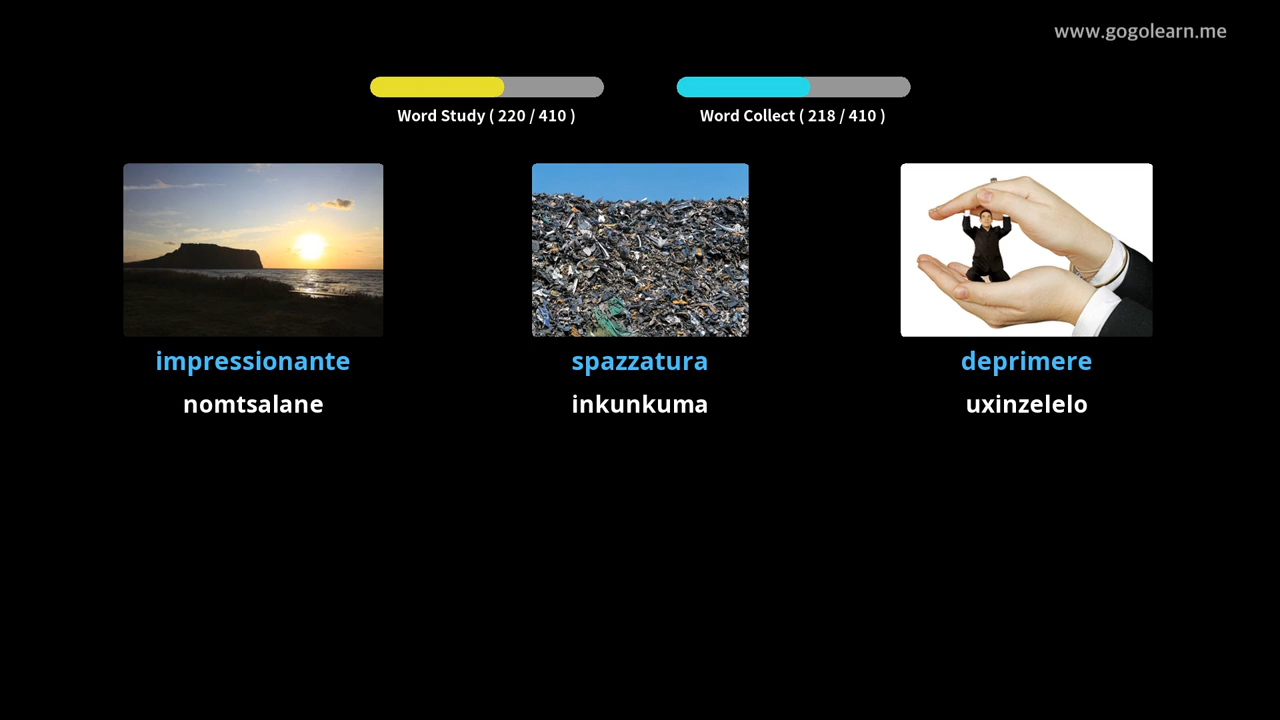 www.gogolearn.me
Word Study ( 220 / 410 )
Word Collect ( 218 / 410 )
impressionante
nomtsalane
spazzatura
inkunkuma
deprimere
uxinzelelo